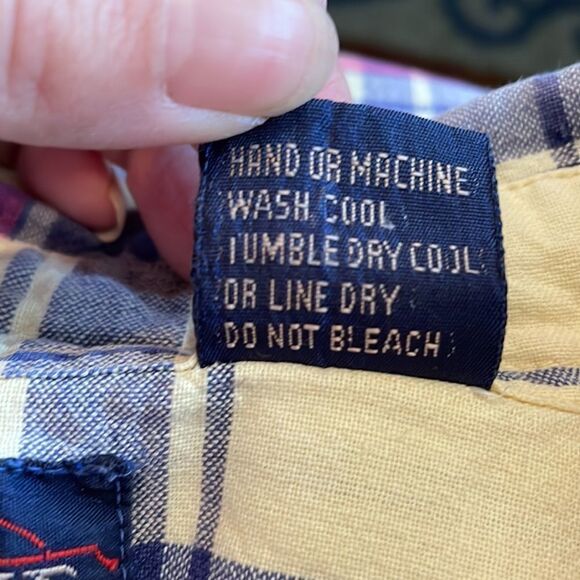 HAND OR MACHINE
WASH COOL
TUMBLE DRY COOL
OR LINE DRY
DO NOT BLEACH